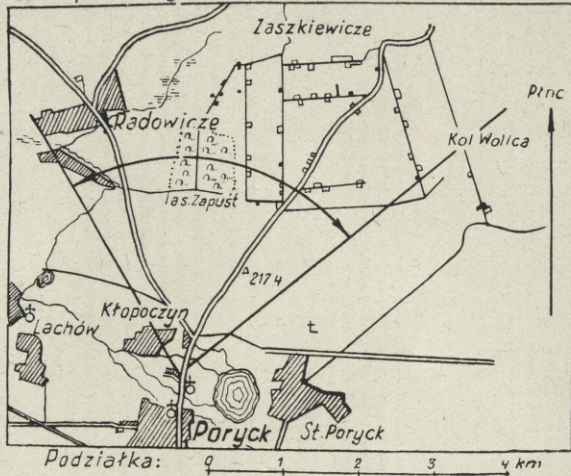 Zaszkiewicze
Płnc
Radowicze
Kol Wolica
Las. Zapust
217 4
Kłopoczyn
Lachów
Poryck
St. Poryck
Podziałka:
0 1 2 3 4 km